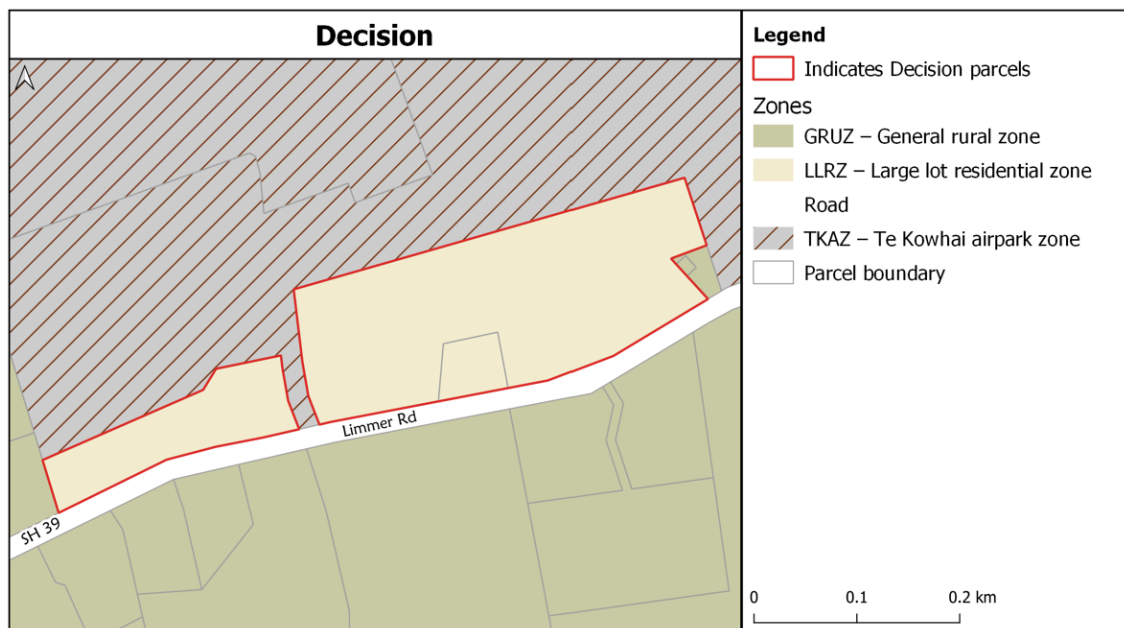 Decision
Limmer Rd
SH 39
Legend
Indicates Decision parcels
Zones
GRUZ – General rural zone
LLRZ – Large lot residential zone
Road
TKAZ – Te Kowhai airpark zone
Parcel boundary
0 0.1 0.2 km